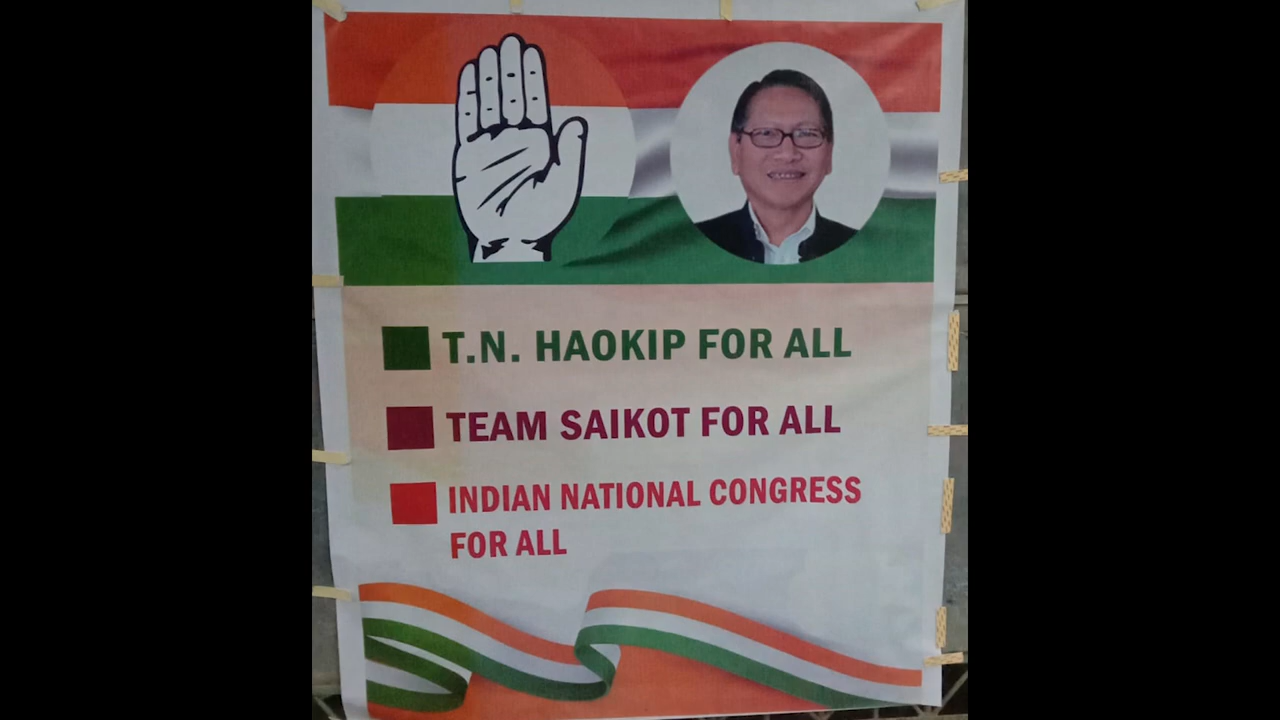 T.N. HAOKIP FOR ALL
TEAM SAIKOT FOR ALL
INDIAN NATIONAL CONGRESS
FOR ALL